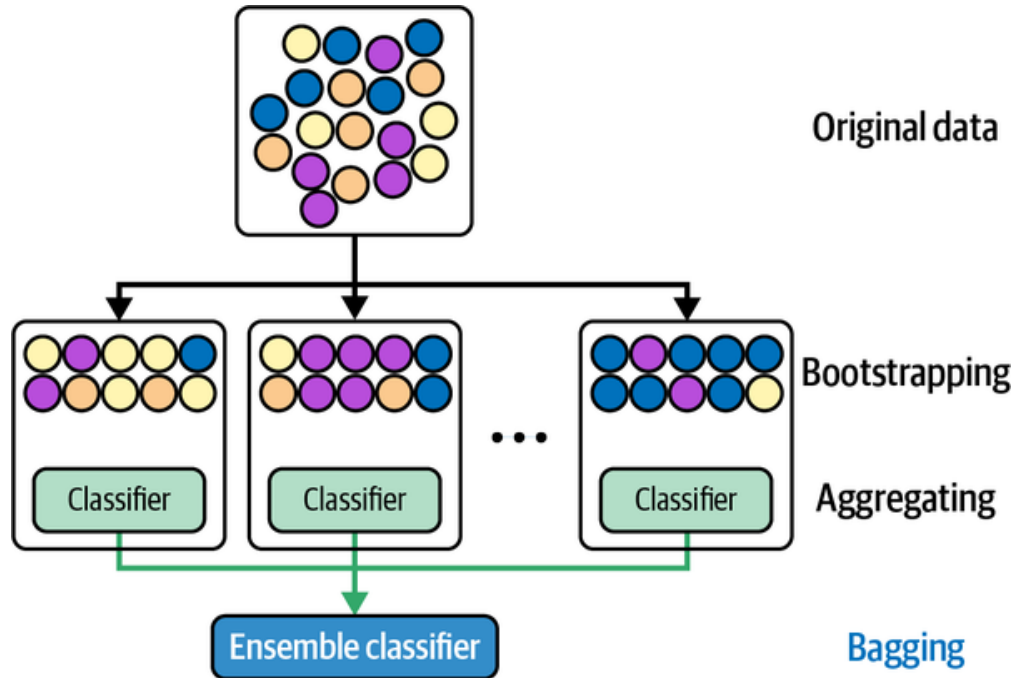 Original data
Bootstrapping
...
Classifier
Classifier
Classifier
Aggregating
Ensemble classifier
Bagging